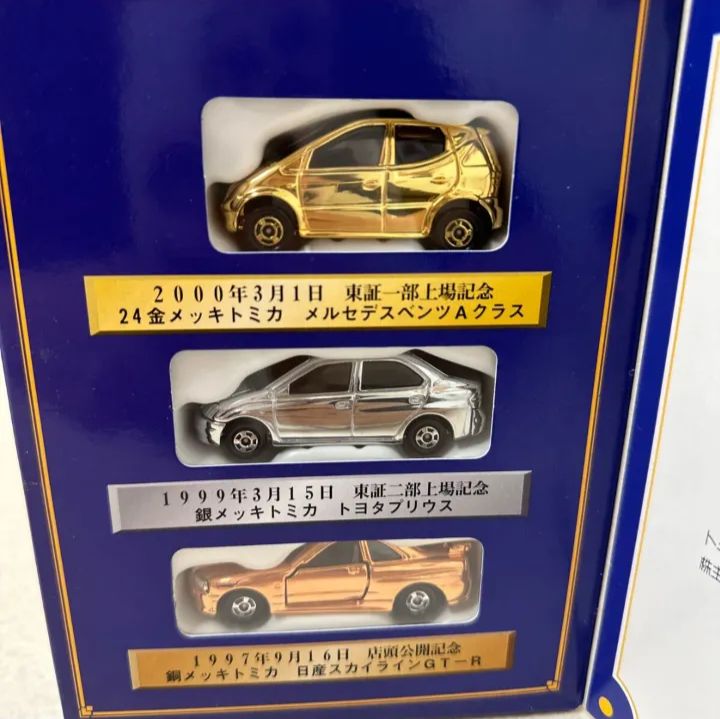 2000年3月1日 東証一部上場記念
24金メッキトミカ メルセデスベンツAクラス
1999年3月15日 東証二部上場記念
銀メッキトミカ トヨタプリウス
1997年9月16日 店頭公開記念
銅メッキトミカ 日産スカイラインGT-R
株主